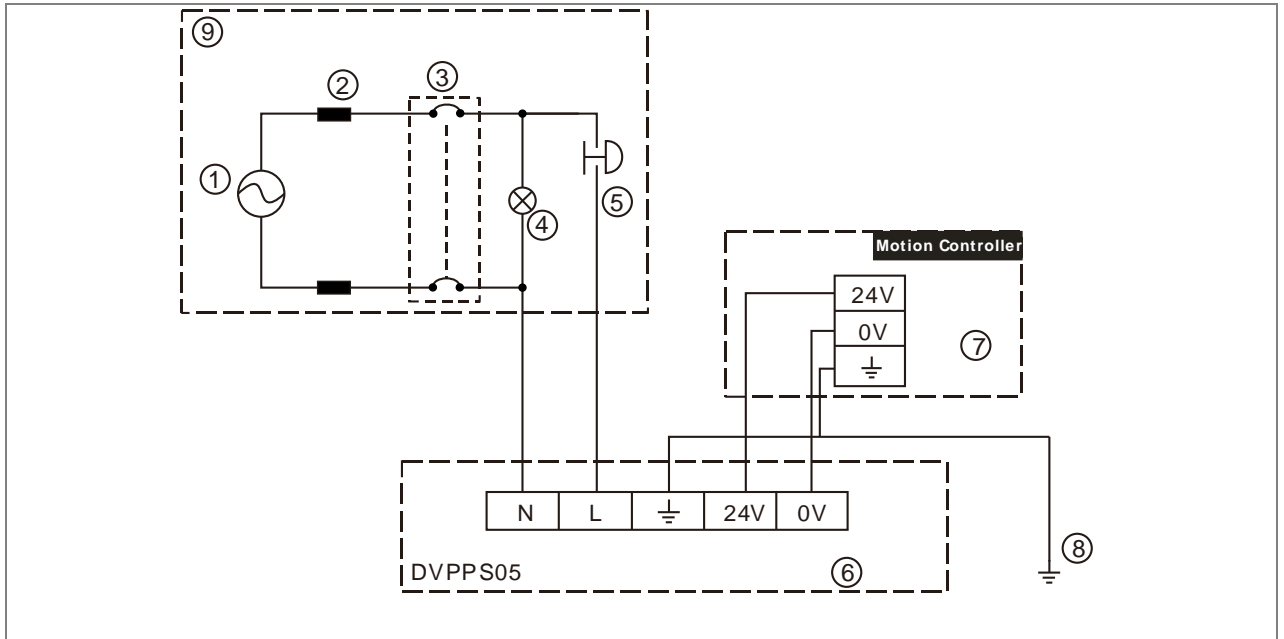 ⑨
③
②
①
⑤
④
Motion Controller
24V
0V
⑦
N L 24V 0V
⑧
DVPPS05
⑥